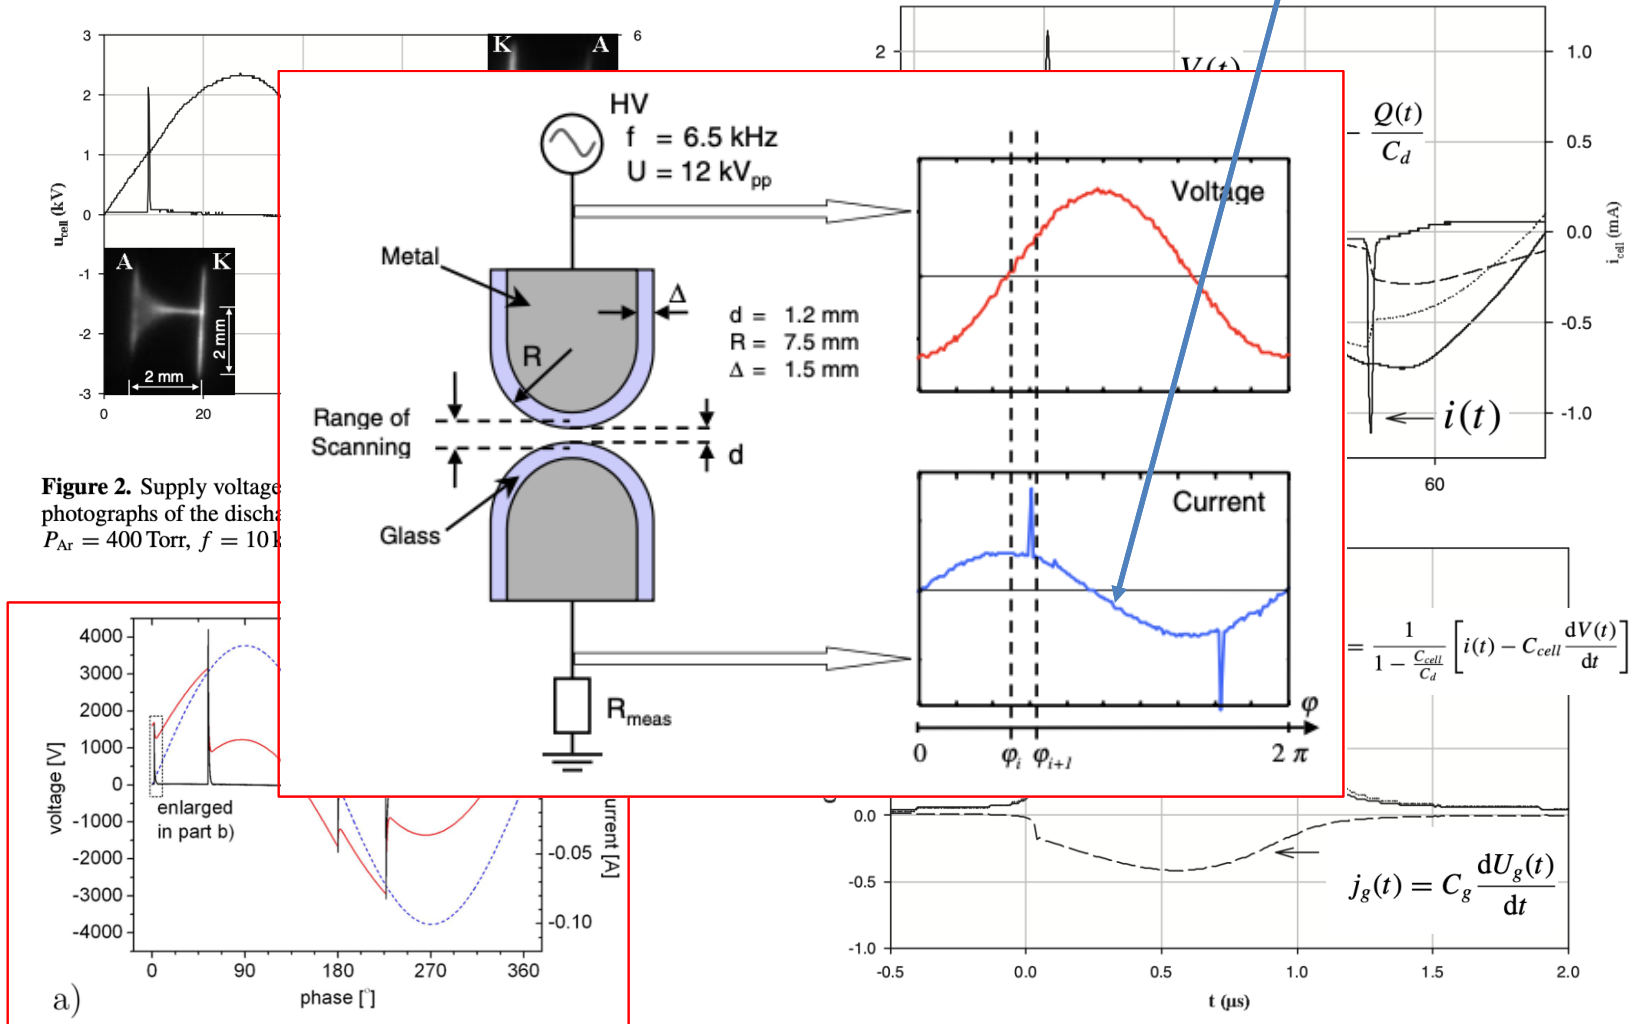 3
2
1
0
-1
-2
-3
u_cell (kV)
0
20
6
K A
A K
2 mm
2 mm
Figure 2. Supply voltage
photographs of the discha
P_Ar = 400 Torr, f = 10 k
2
V(t)
1.0
0.5
0.0
-0.5
-1.0
i_cell (mA)
− Q(t)/C_d
i(t)
60
HV
f = 6.5 kHz
U = 12 kV_pp
Metal
Δ
d = 1.2 mm
R = 7.5 mm
Δ = 1.5 mm
R
Range of
Scanning
d
Glass
R_meas
Voltage
Current
φ
0 φ_i φ_{i+1} 2 π
4000
3000
2000
1000
0
-1000
-2000
-3000
-4000
voltage [V]
enlarged
in part b)
0 90 180 270 360
phase [°]
-0.05
-0.10
urrent [A]
a)
= 1/(1 − C_cell/C_d) [i(t) − C_cell dV(t)/dt]
0.0
-0.5
-1.0
j_g(t) = C_g dU_g(t)/dt
-0.5 0.0 0.5 1.0 1.5 2.0
t (μs)